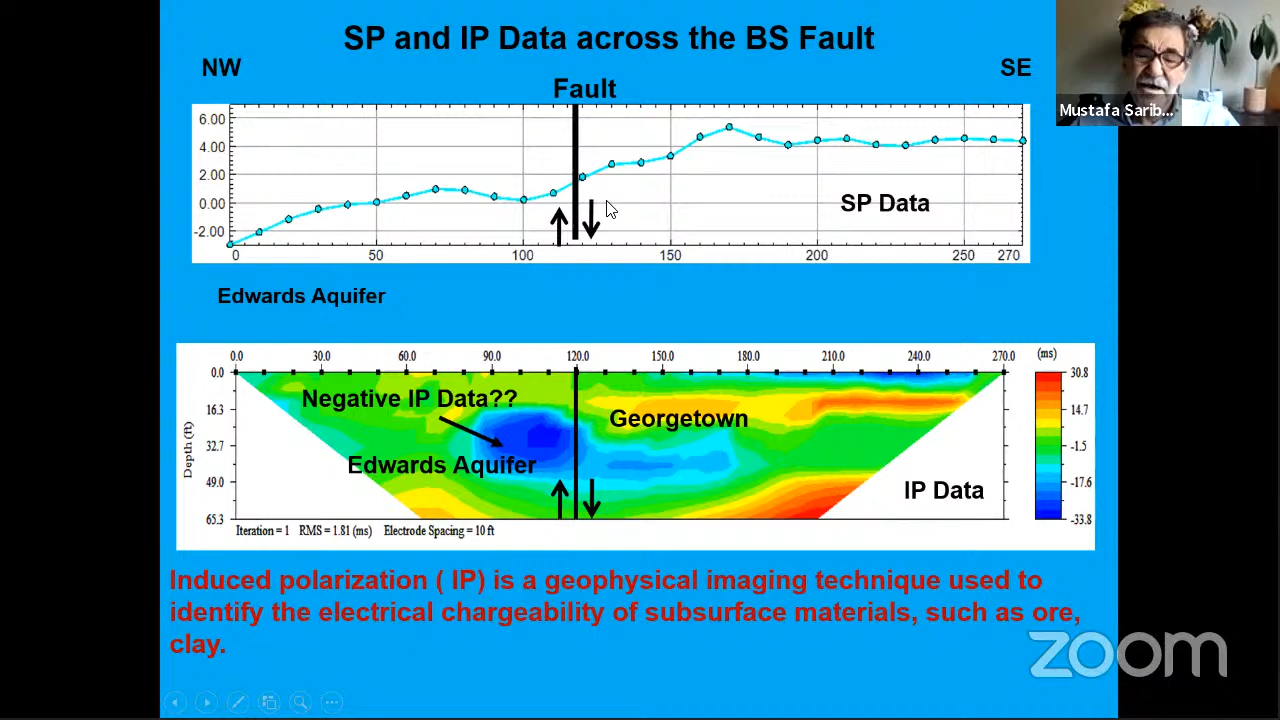 SP and IP Data across the BS Fault
NW
SE
Fault
Mustafa Sarib...
6.00
4.00
2.00
0.00
-2.00
SP Data
0 50 100 150 200 250 270
Edwards Aquifer
0.0 30.0 60.0 90.0 120.0 150.0 180.0 210.0 240.0 270.0 (ms)
0.0
16.3
32.7
49.0
65.3
Depth (ft)
Negative IP Data??
Georgetown
Edwards Aquifer
IP Data
30.8
14.7
-1.5
-17.6
-33.8
Iteration = 1 RMS = 1.81 (ms) Electrode Spacing = 10 ft
Induced polarization ( IP) is a geophysical imaging technique used to
identify the electrical chargeability of subsurface materials, such as ore,
clay.
zoom